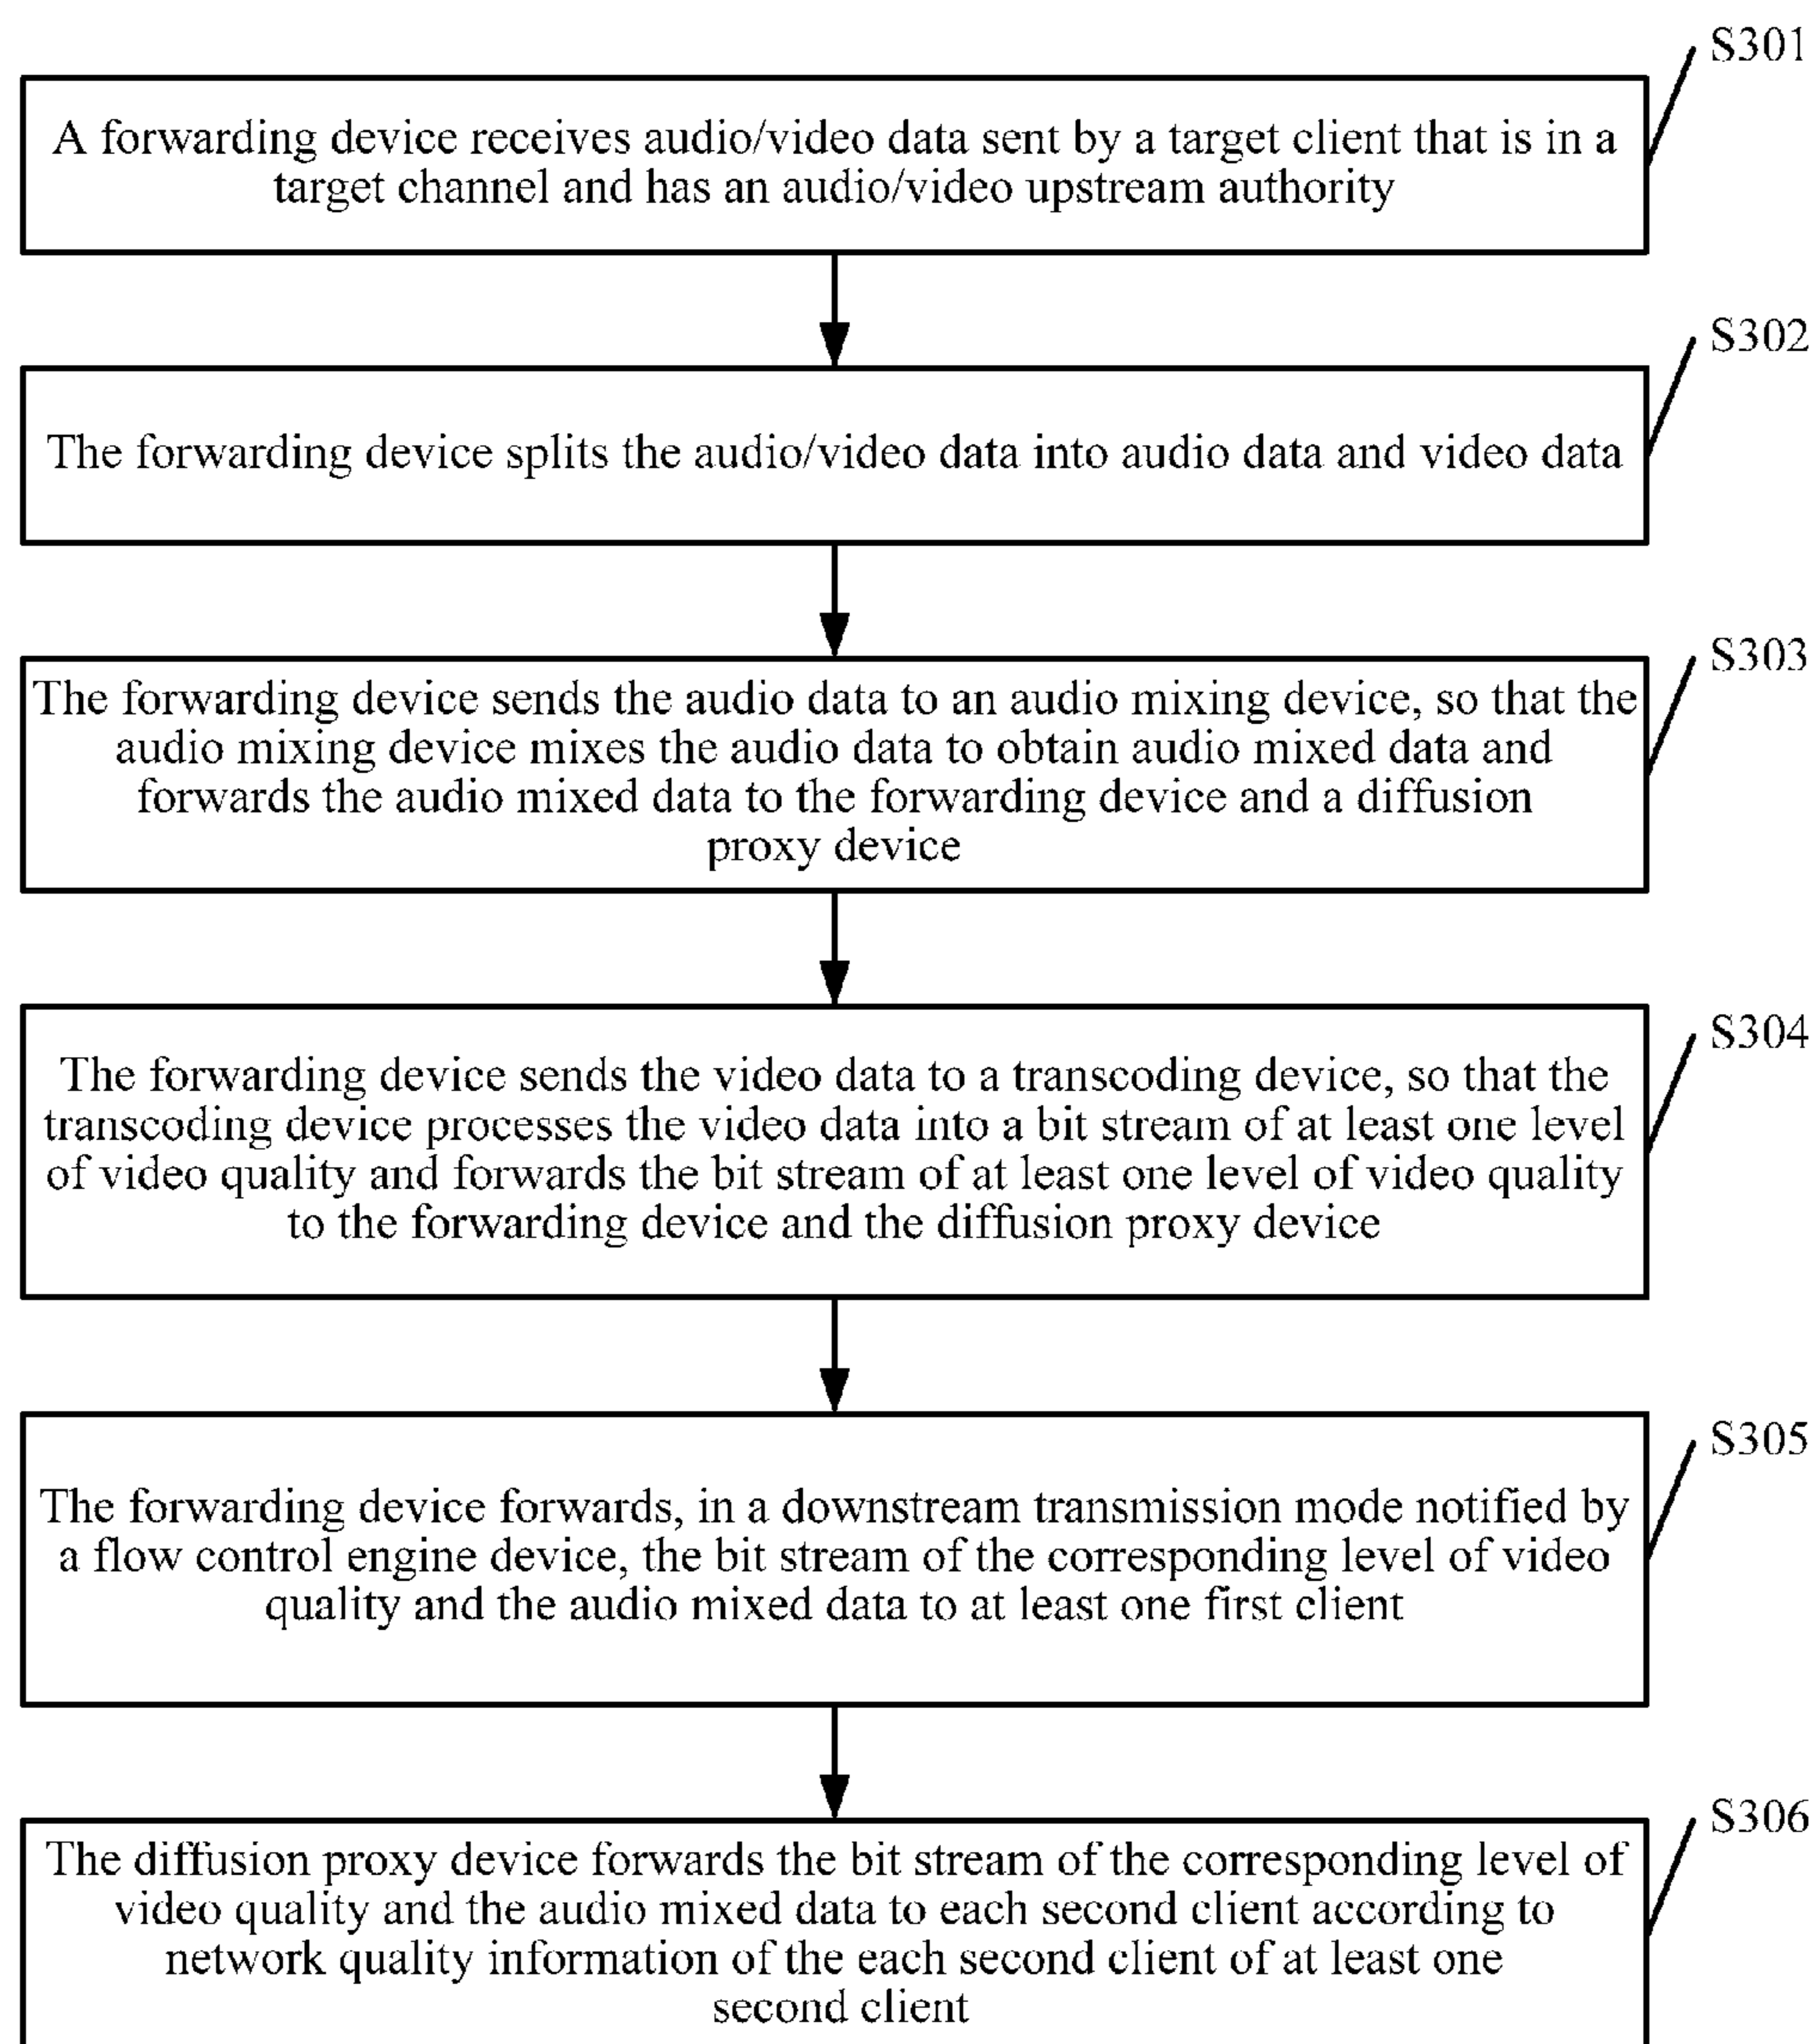 S301
A forwarding device receives audio/video data sent by a target client that is in a
target channel and has an audio/video upstream authority
S302
The forwarding device splits the audio/video data into audio data and video data
S303
The forwarding device sends the audio data to an audio mixing device, so that the
audio mixing device mixes the audio data to obtain audio mixed data and
forwards the audio mixed data to the forwarding device and a diffusion
proxy device
S304
The forwarding device sends the video data to a transcoding device, so that the
transcoding device processes the video data into a bit stream of at least one level
of video quality and forwards the bit stream of at least one level of video quality
to the forwarding device and the diffusion proxy device
S305
The forwarding device forwards, in a downstream transmission mode notified by
a flow control engine device, the bit stream of the corresponding level of video
quality and the audio mixed data to at least one first client
S306
The diffusion proxy device forwards the bit stream of the corresponding level of
video quality and the audio mixed data to each second client according to
network quality information of the each second client of at least one
second client